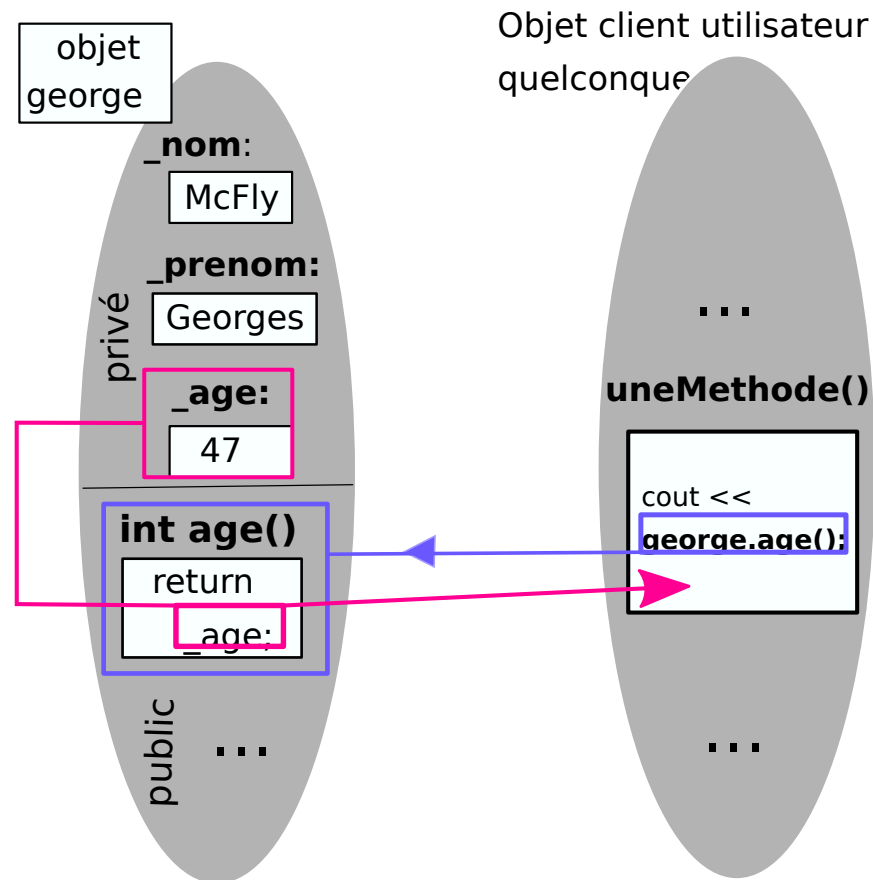 objet
george
_nom:
McFly
_prenom:
Georges
privé
_age:
47
int age()
return
_age;
public
...
Objet client utilisateur
quelconque
...
uneMethode()
cout <<
george.age();
...